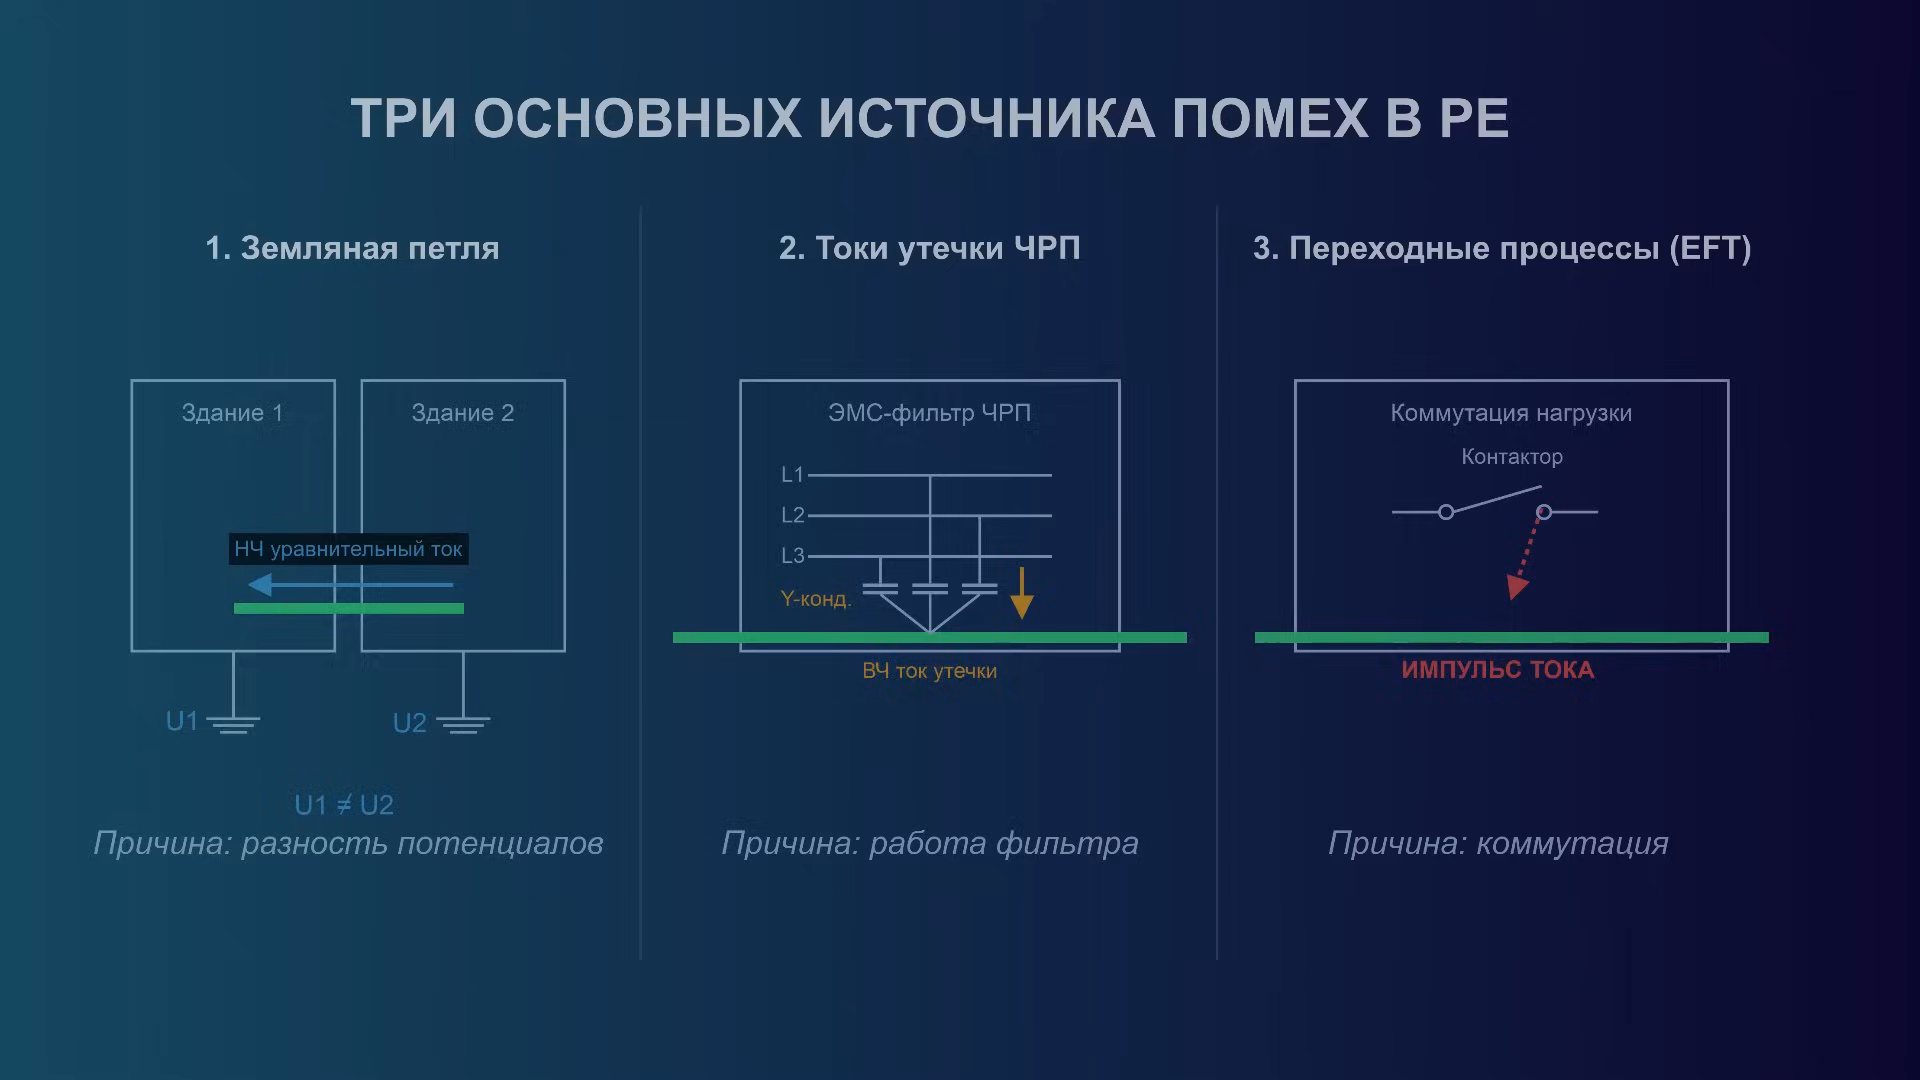 ТРИ ОСНОВНЫХ ИСТОЧНИКА ПОМЕХ В PE
1. Земляная петля
Здание 1
Здание 2
НЧ уравнительный ток
U1
U2
U1 ≠ U2
Причина: разность потенциалов
2. Токи утечки ЧРП
ЭМС-фильтр ЧРП
L1
L2
L3
Y-конд.
ВЧ ток утечки
Причина: работа фильтра
3. Переходные процессы (EFT)
Коммутация нагрузки
Контактор
ИМПУЛЬС ТОКА
Причина: коммутация